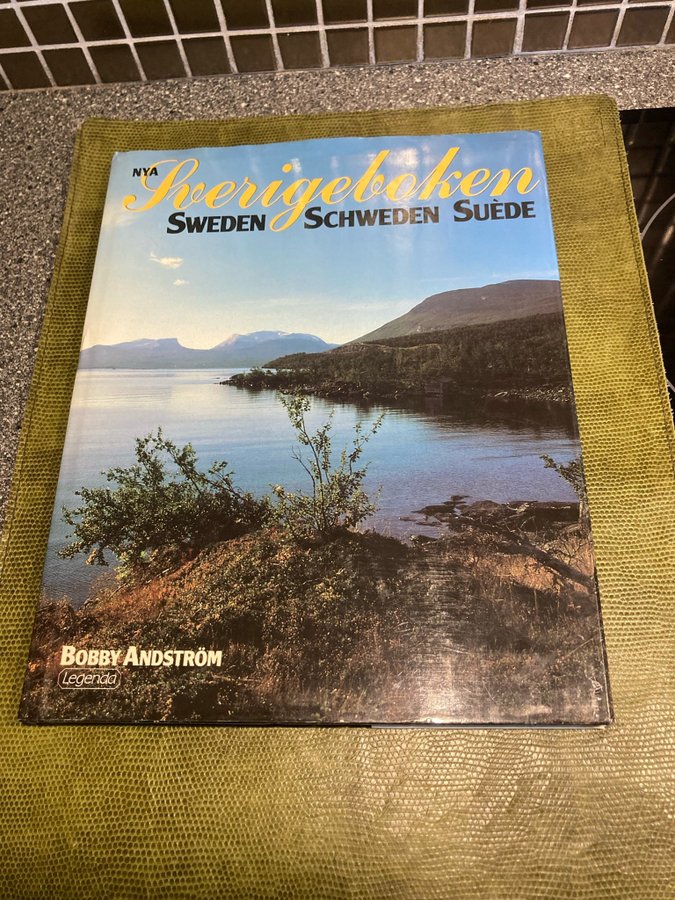 NYA Sverigeboken
SWEDEN SCHWEDEN SUÈDE
BOBBY ANDSTRÖM
Legenda